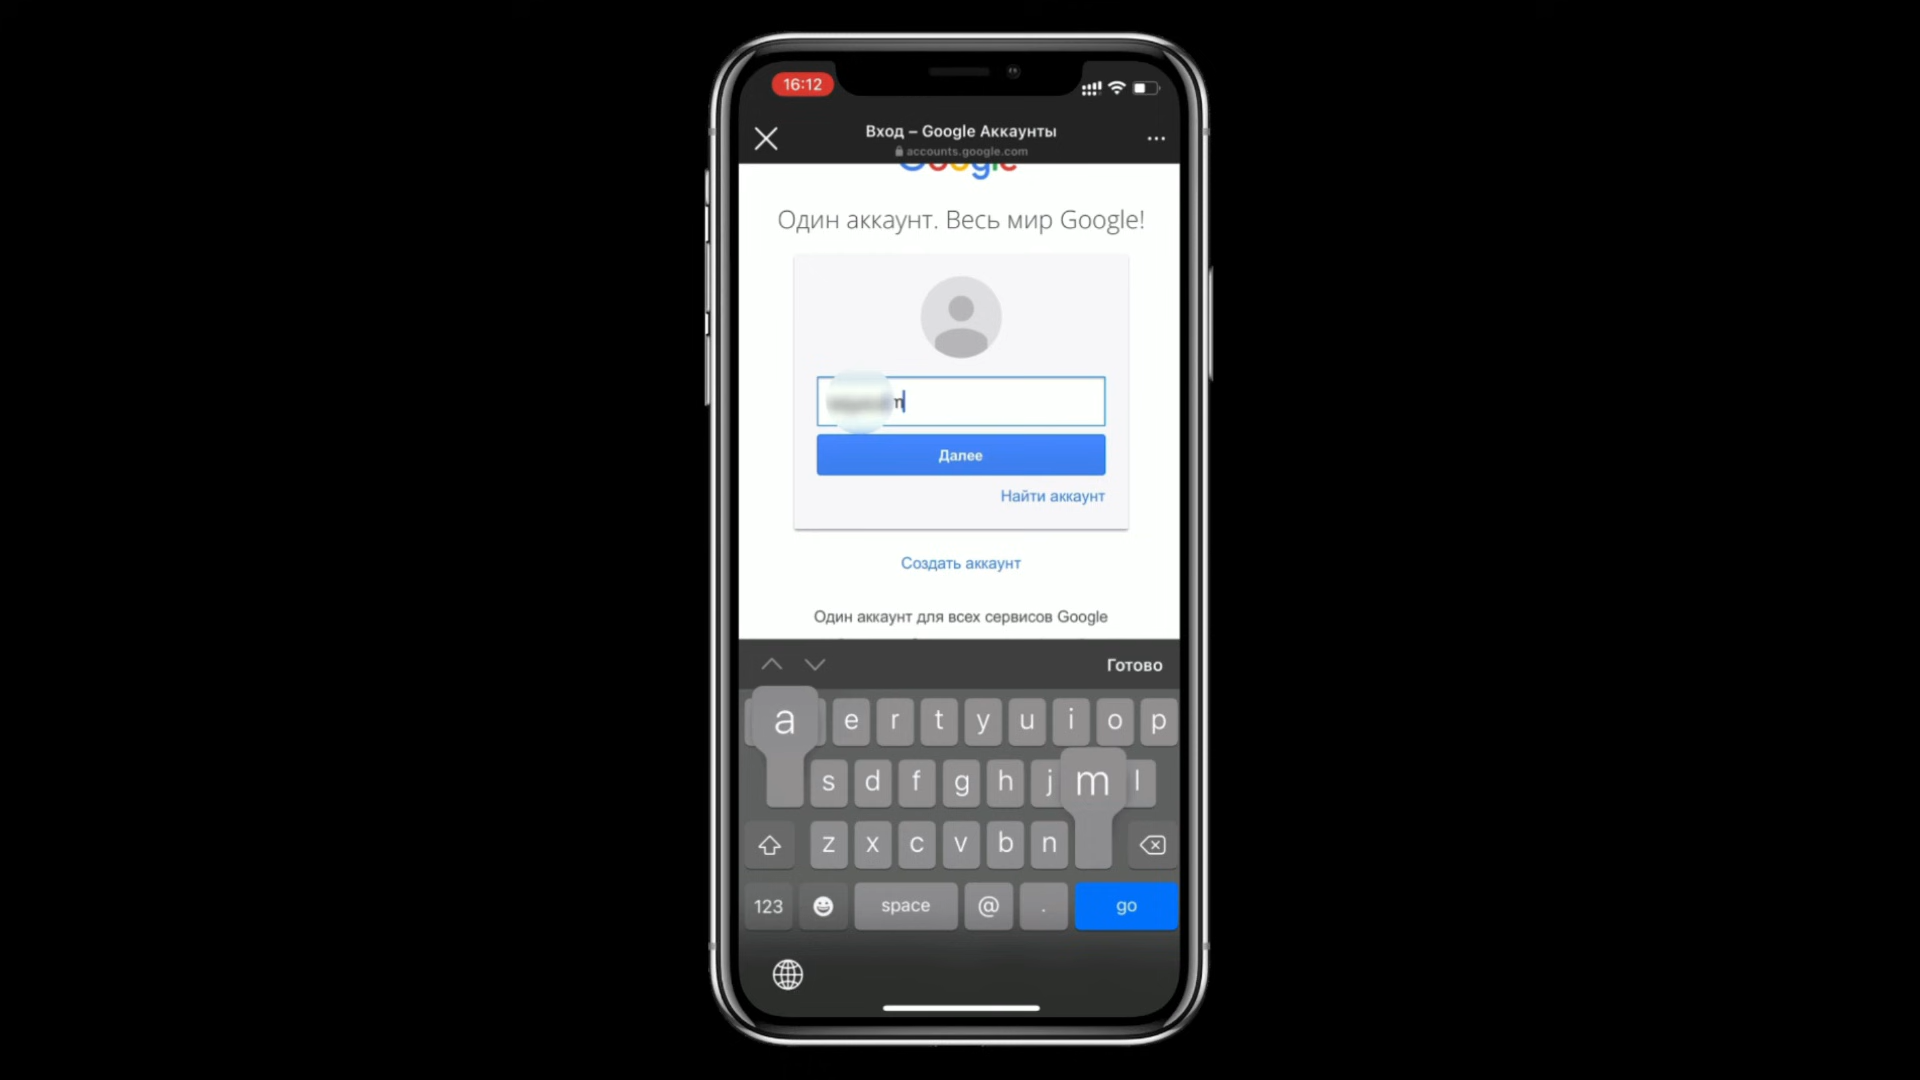 16:12
Вход – Google Аккаунты
accounts.google.com
Google
Один аккаунт. Весь мир Google!
m
Далее
Найти аккаунт
Создать аккаунт
Один аккаунт для всех сервисов Google
Готово
a e r t y u i o p
s d f g h j m l
z x c v b n
123 space @ . go